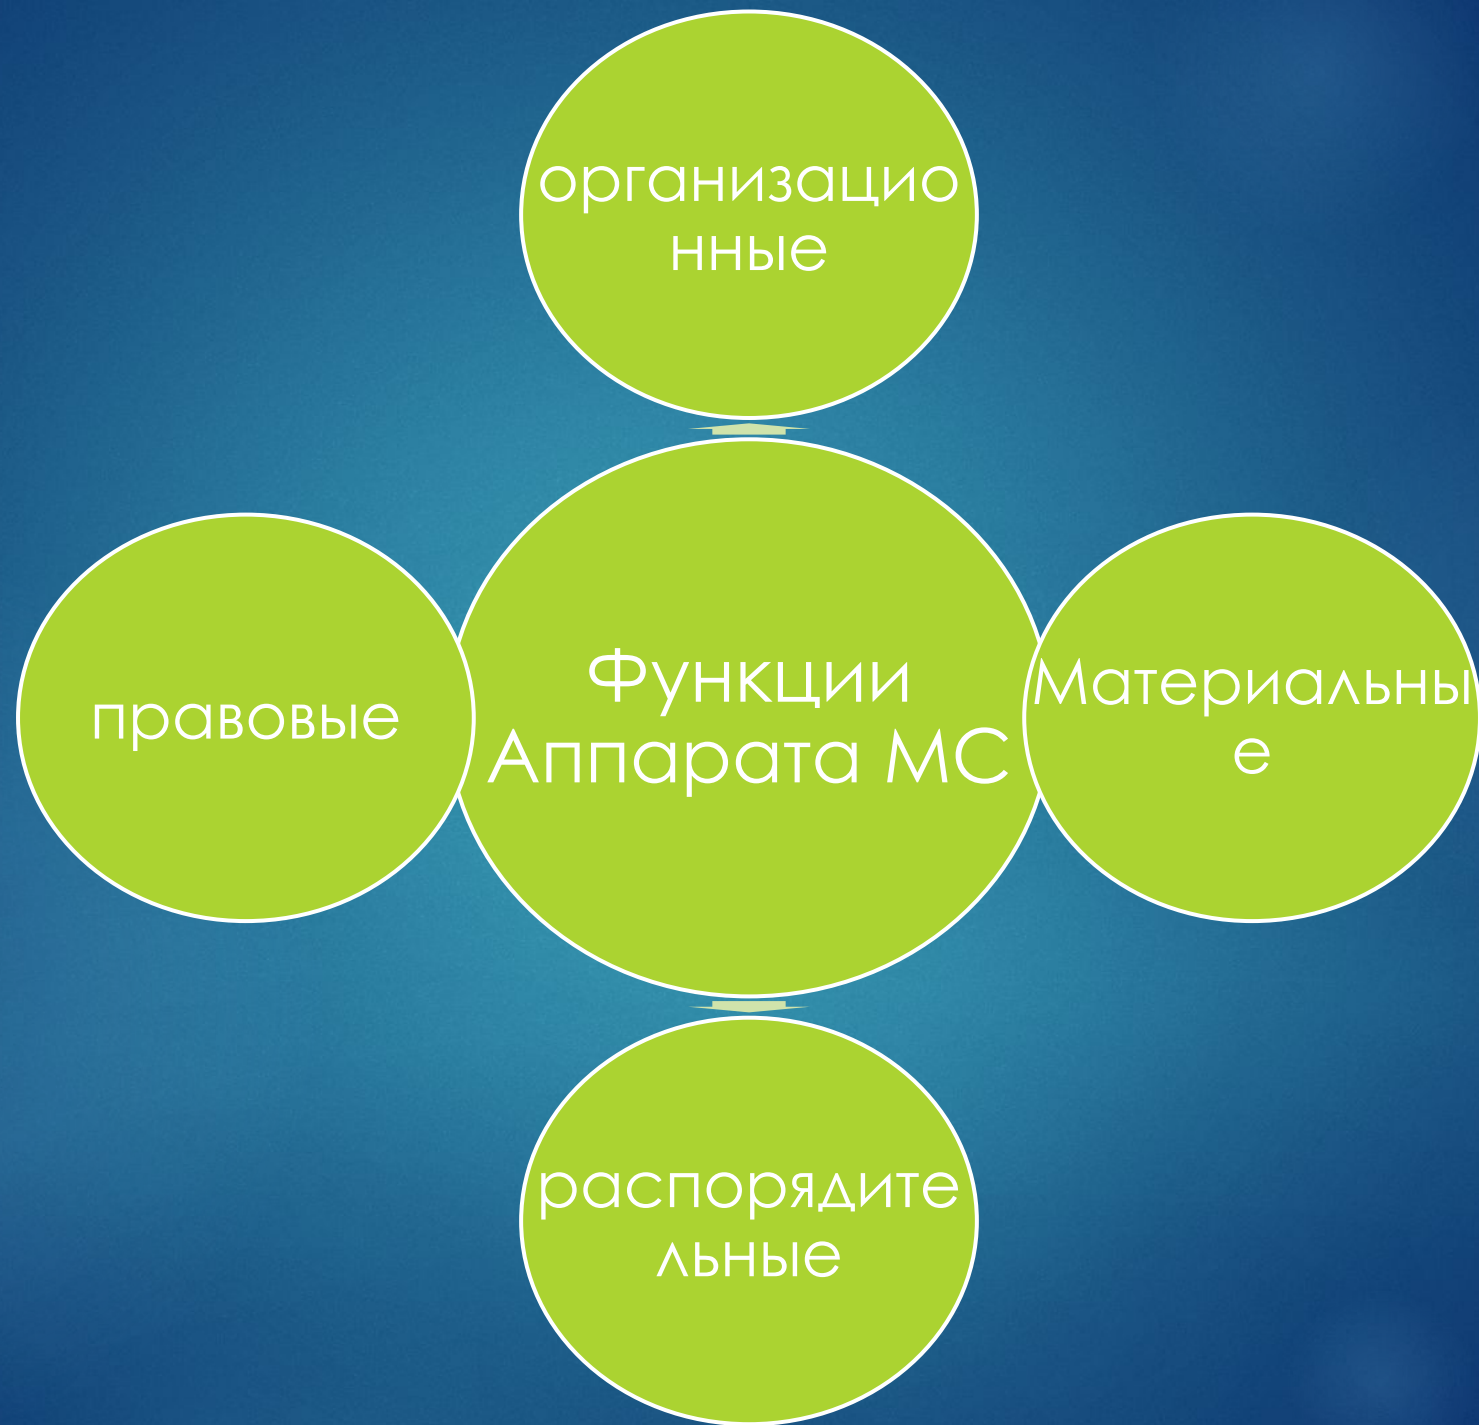 организацио
нные
правовые
Функции
Аппарата МС
Материальны
е
распорядите
льные